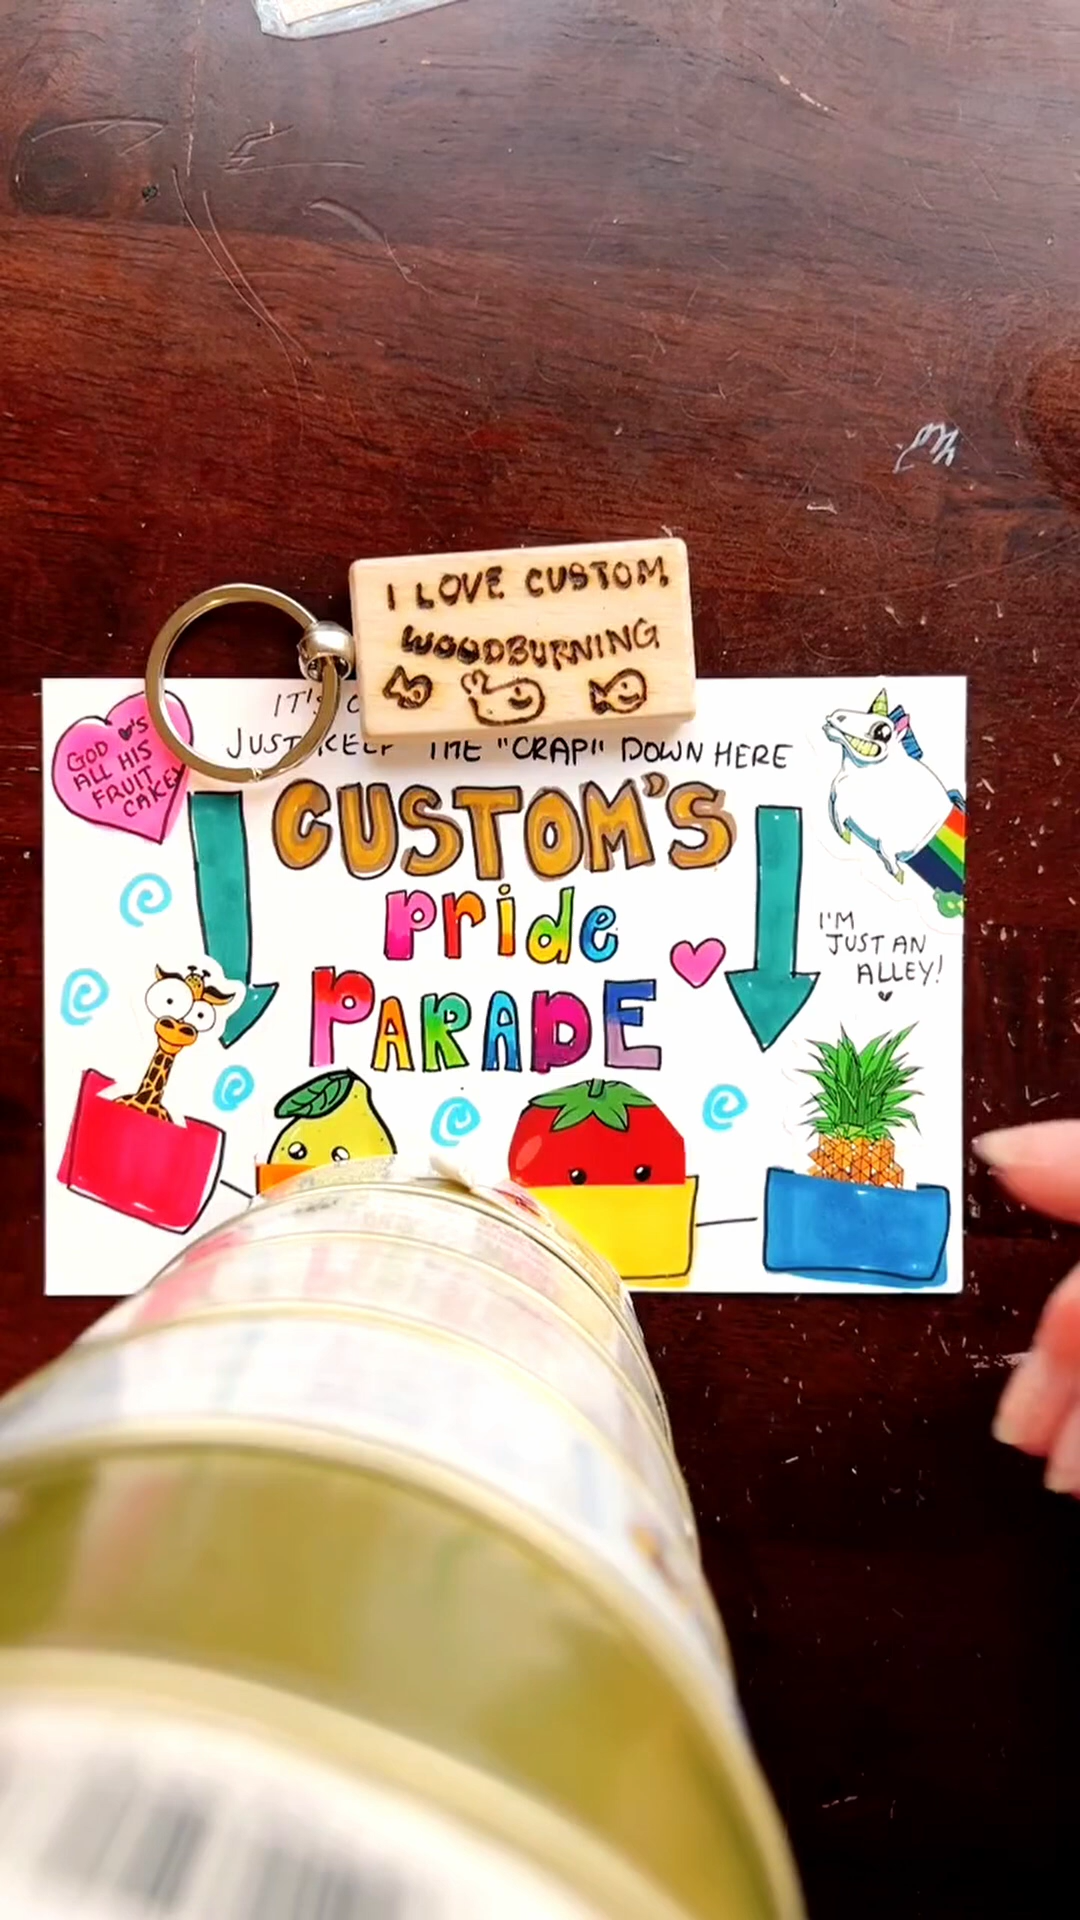 I LOVE CUSTOM
WOODBURNING
IT'S
JUST KEEP THE "CRAP" DOWN HERE
GOD ♥'S
ALL HIS
FRUIT
CAKES
CUSTOM'S
PRiDe
PARADE
I'M
JUST AN
ALLEY!